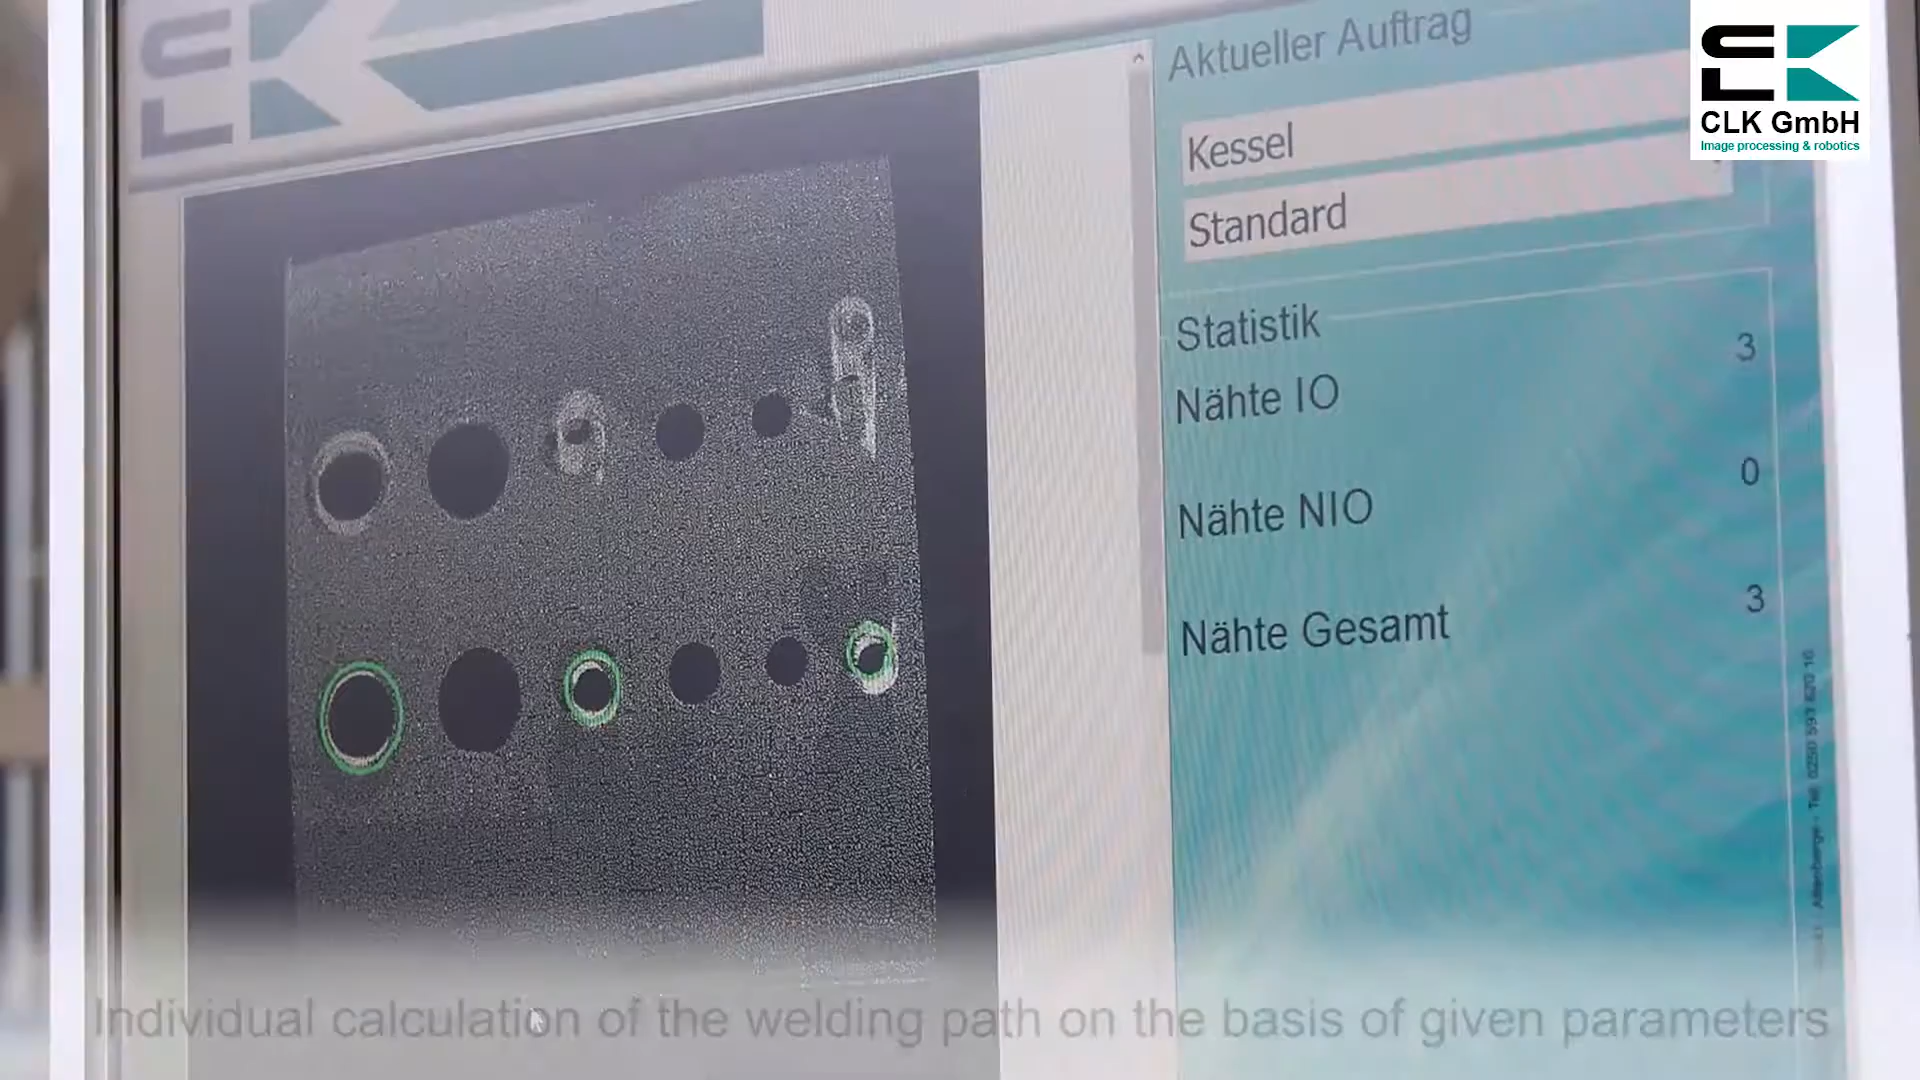 Aktueller Auftrag
CLK GmbH
Image processing & robotics
Kessel
Standard
Statistik
3
Nähte IO
0
Nähte NIO
3
Nähte Gesamt
Individual calculation of the welding path on the basis of given parameters